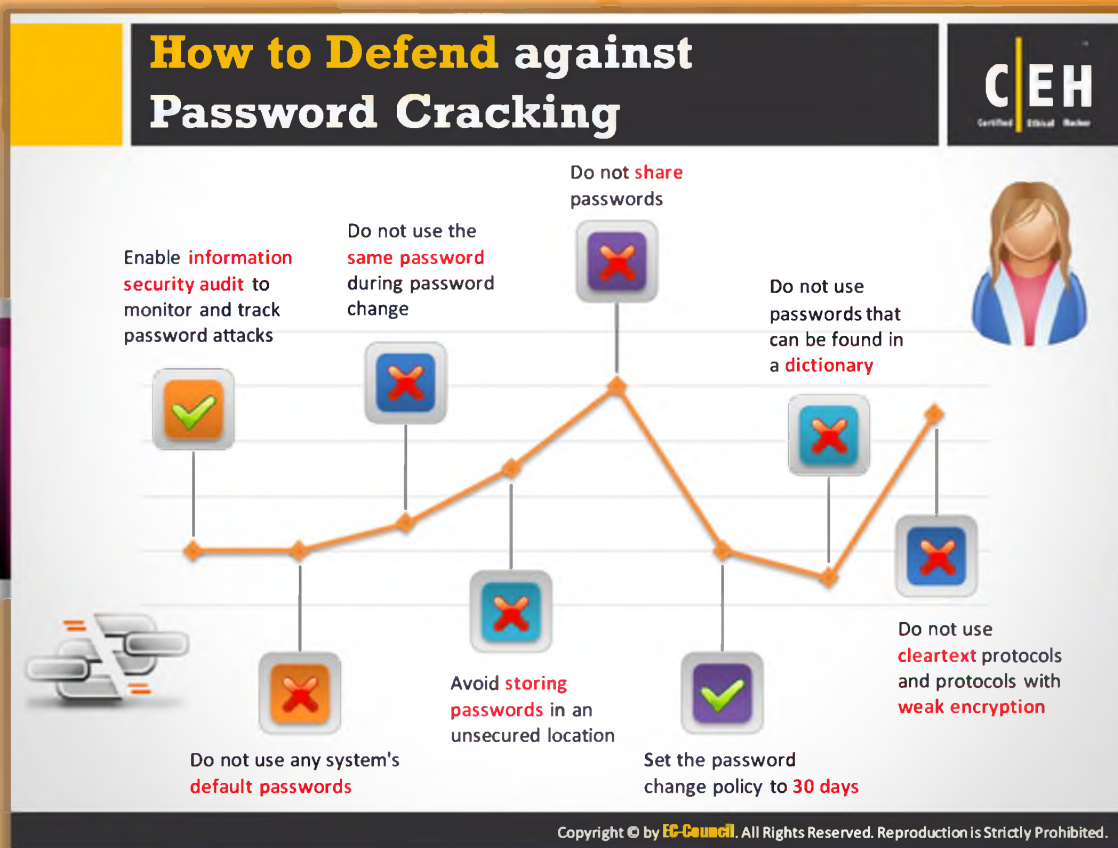 How to Defend against
Password Cracking
C EH
Certified Ethical Hacker
Do not share
passwords
Do not use the
same password
during password
change
Enable information
security audit to
monitor and track
password attacks
Do not use
passwords that
can be found in
a dictionary
Do not use any system's
default passwords
Avoid storing
passwords in an
unsecured location
Set the password
change policy to 30 days
Do not use
cleartext protocols
and protocols with
weak encryption
Copyright © by EC-Council. All Rights Reserved. Reproduction is Strictly Prohibited.